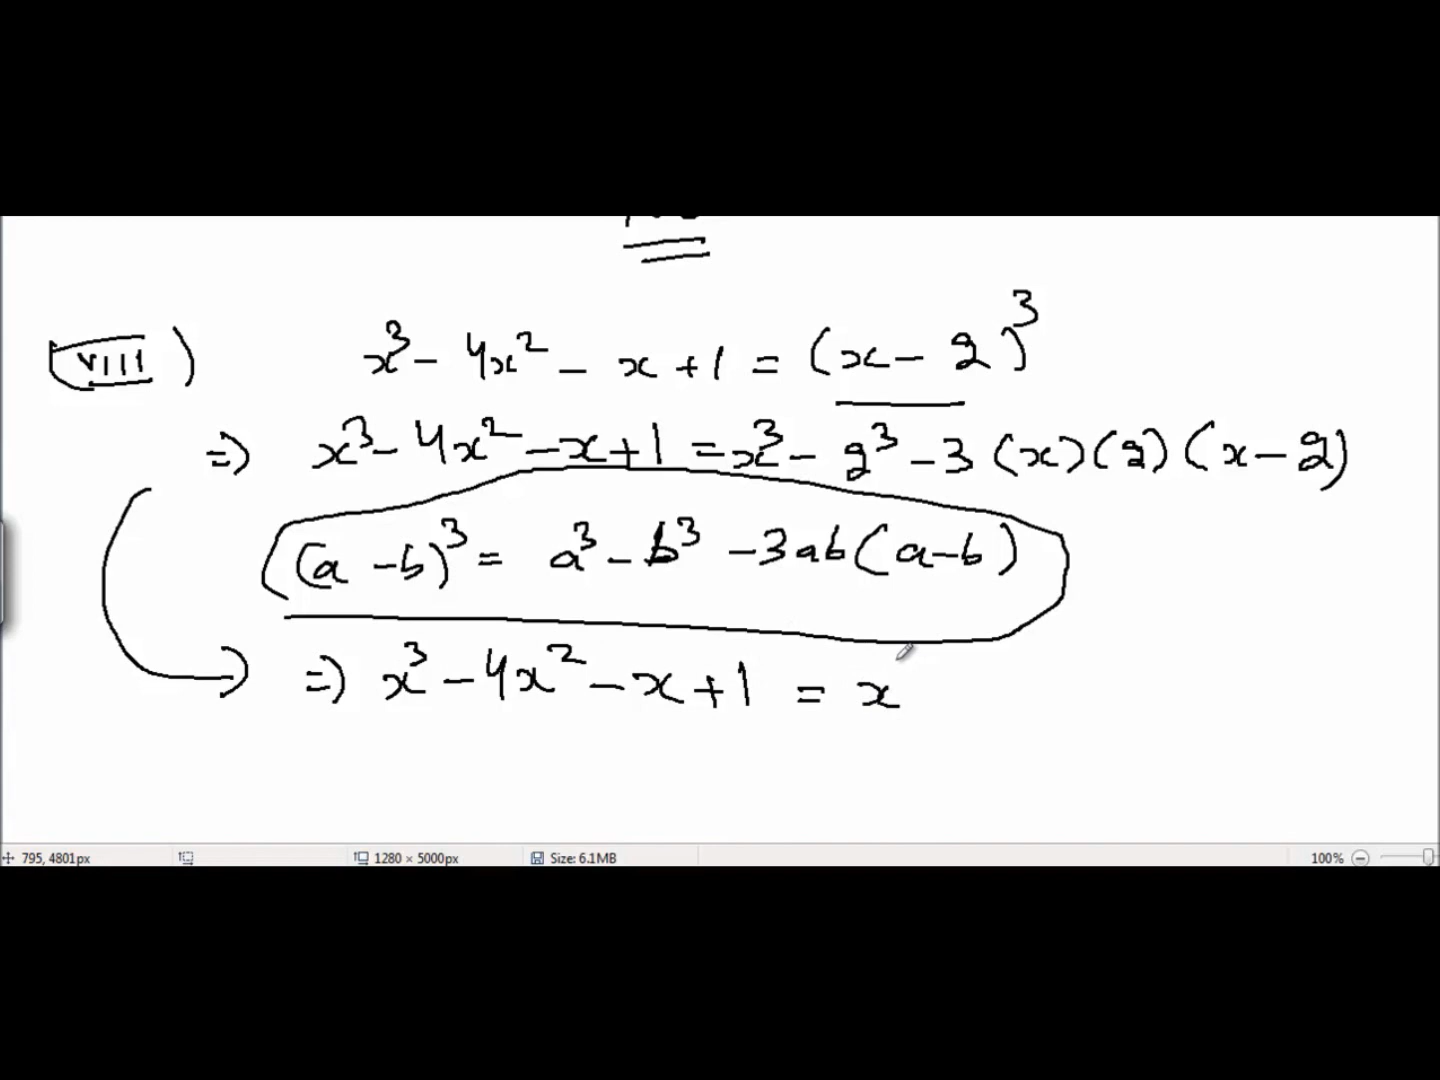 VIII) x³ - 4x² - x + 1 = (x - 2)³
⇒) x³ - 4x² - x + 1 = x³ - 2³ - 3 (x) (2) (x - 2)
(a - b)³ = a³ - b³ - 3ab (a - b)
⇒) x³ - 4x² - x + 1 = x
795, 4801px 1280 × 5000px Size: 6.1MB 100%